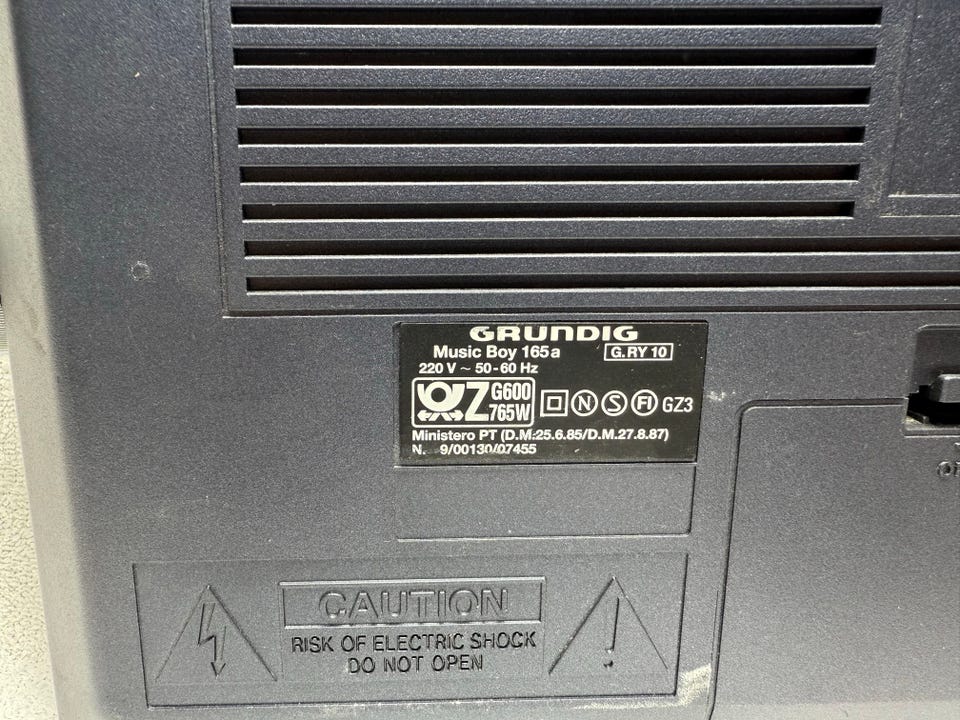 GRUNDIG
Music Boy 165a G.RY 10
220 V ~ 50-60 Hz
Z G600 765W N S FI GZ3
Ministero PT (D.M.25.6.85/D.M.27.8.87)
N. 9/00130/07455
CAUTION
RISK OF ELECTRIC SHOCK
DO NOT OPEN